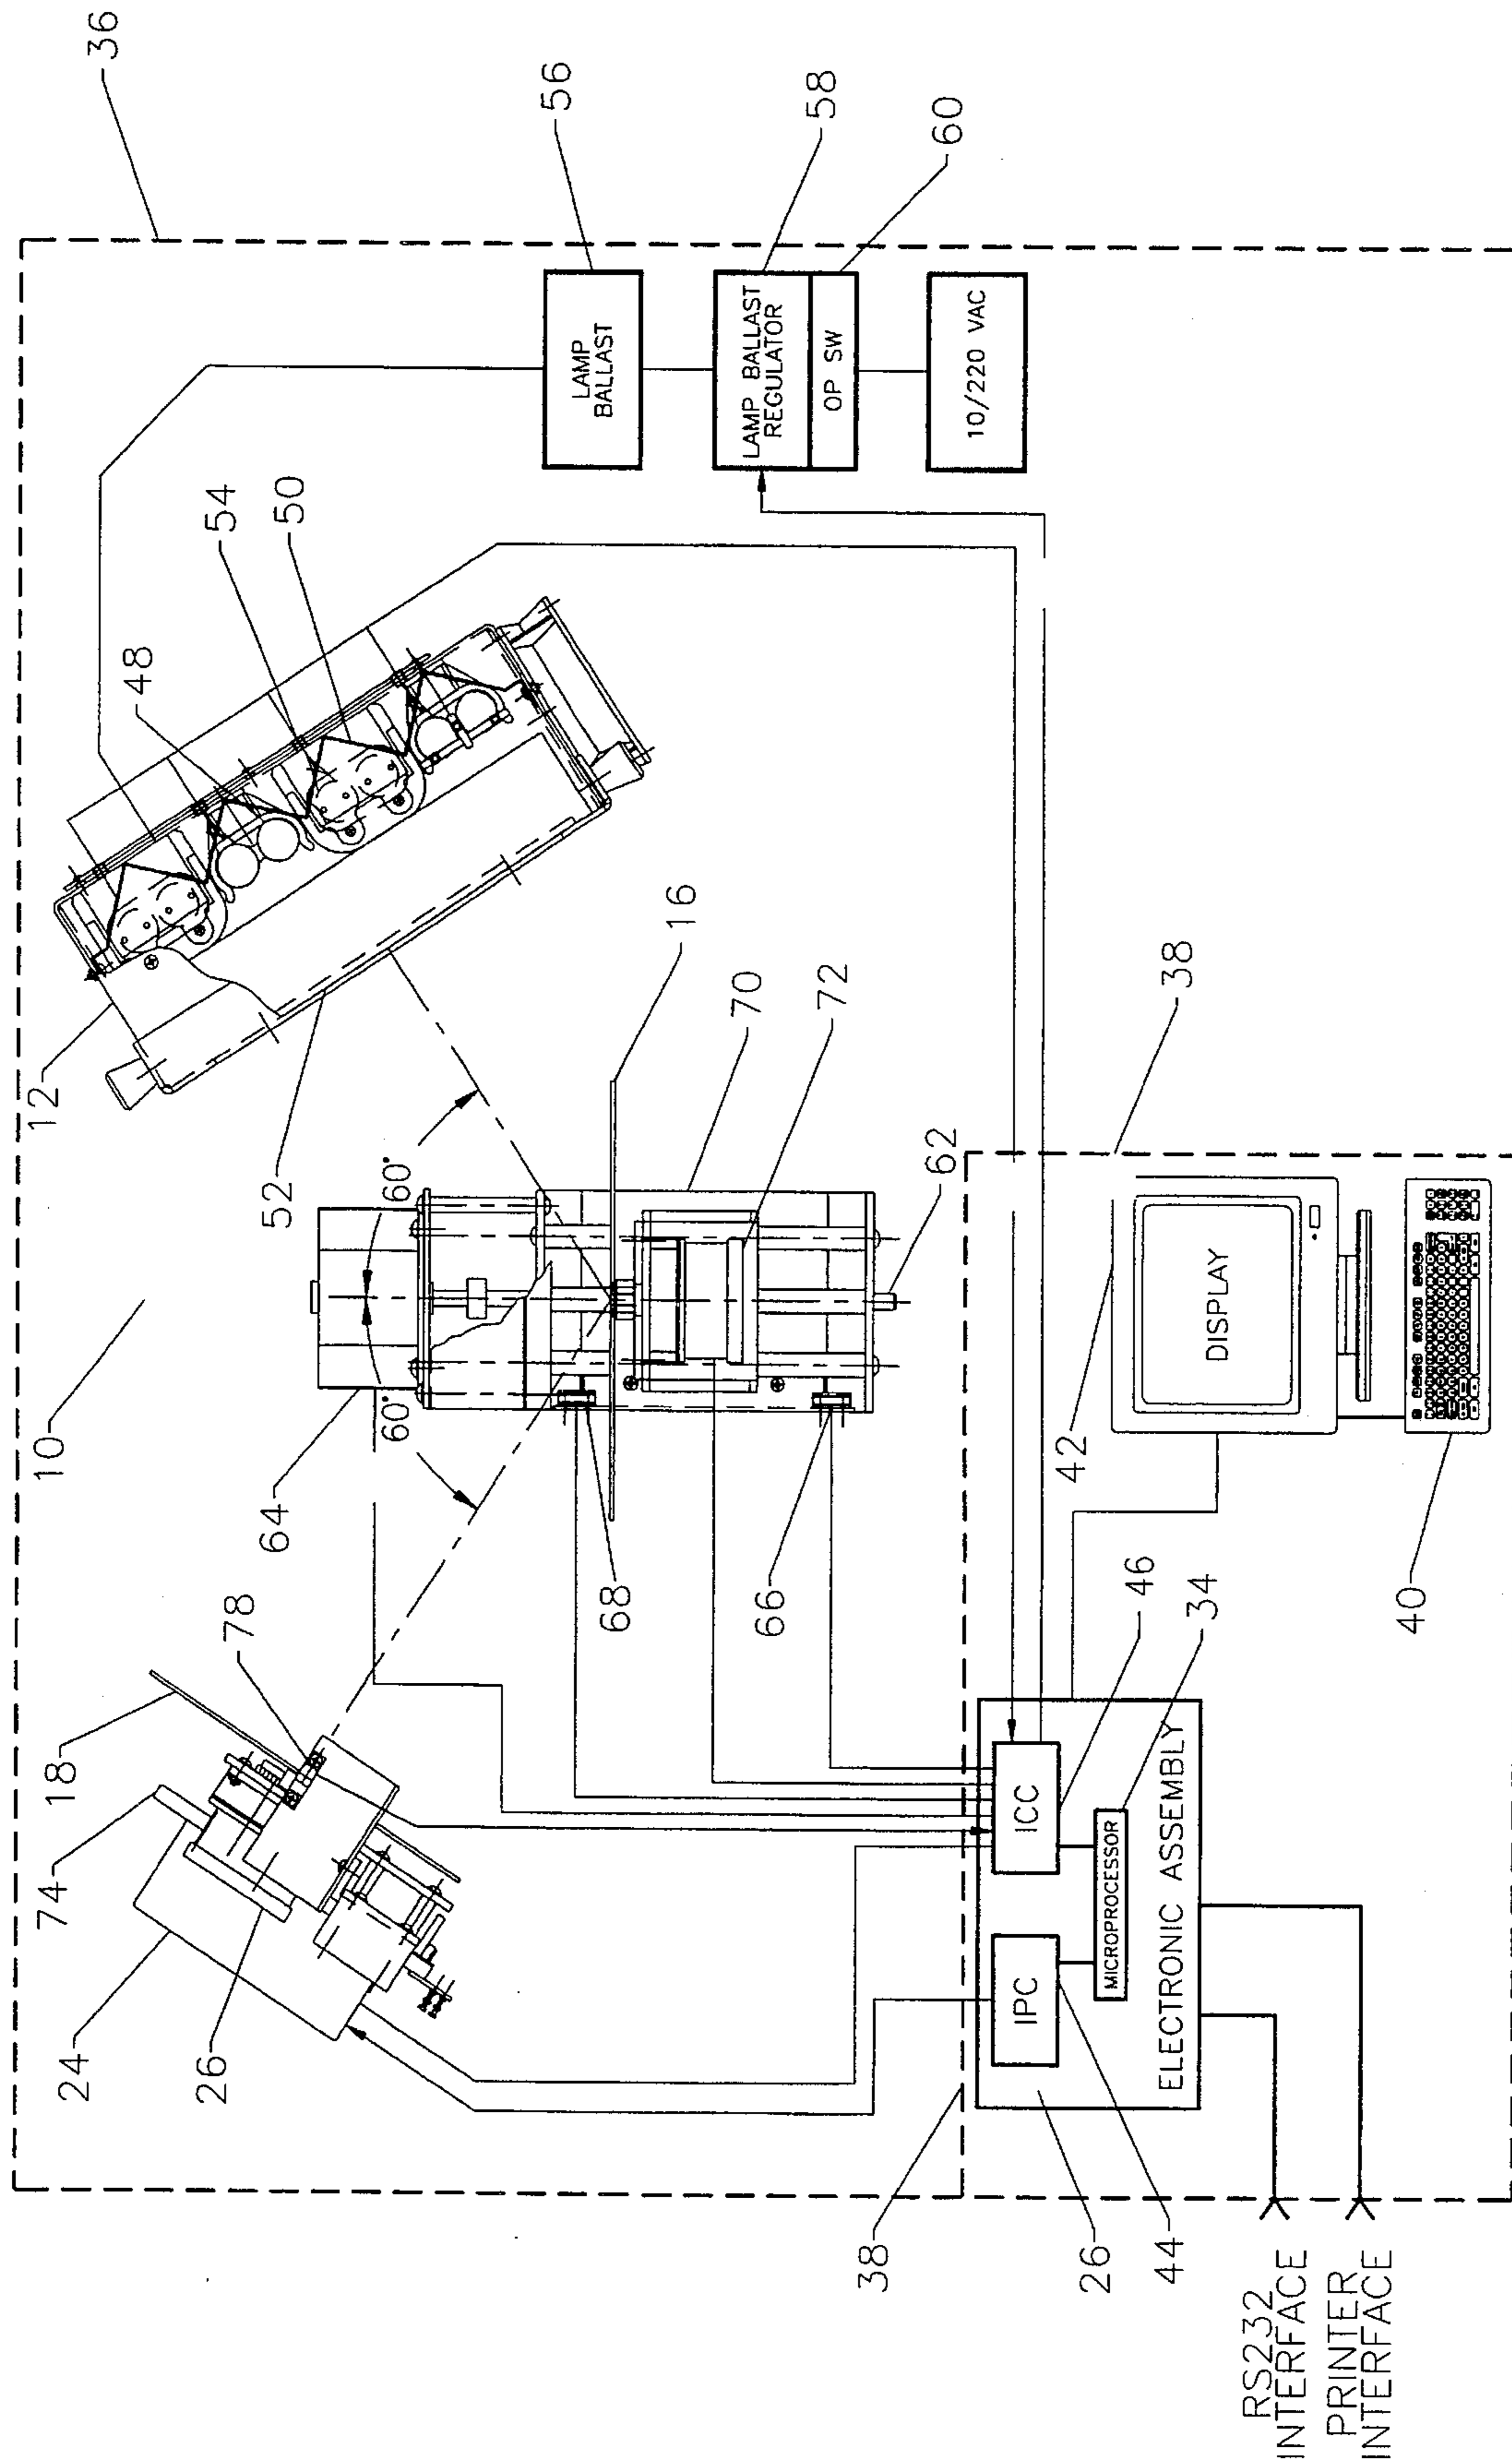 36
56
LAMP
BALLAST
58
LAMP BALLAST
REGULATOR
60
OP SW
10/220 VAC
54
50
48
12
52
16
70
72
60°
60°
62
10
64
68
66
38
42
DISPLAY
40
78
18
74
24
26
46
34
ICC
IPC
MICROPROCESSOR
ELECTRONIC ASSEMBLY
38
26
44
RS232
INTERFACE
PRINTER
INTERFACE